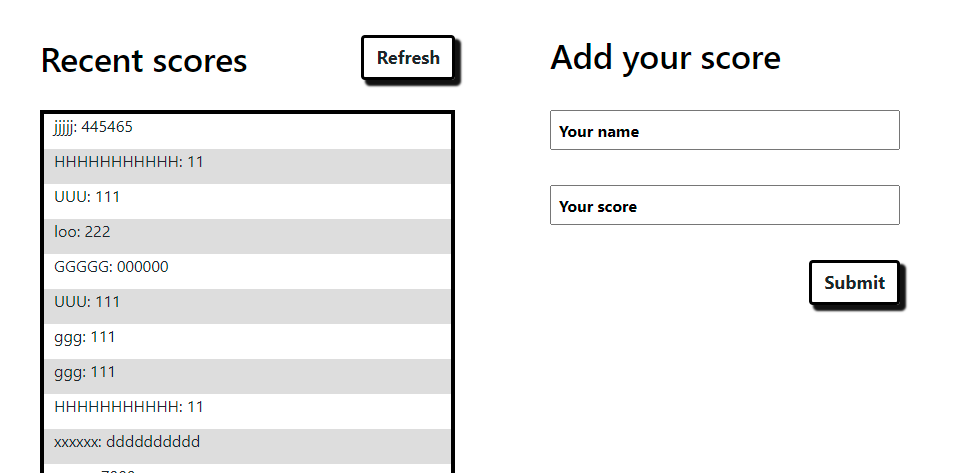 Recent scores
Refresh
jjjjj: 445465
HHHHHHHHHHH: 11
UUU: 111
loo: 222
GGGGG: 000000
UUU: 111
ggg: 111
ggg: 111
HHHHHHHHHHH: 11
xxxxxx: dddddddddd
Add your score
Your name
Your score
Submit